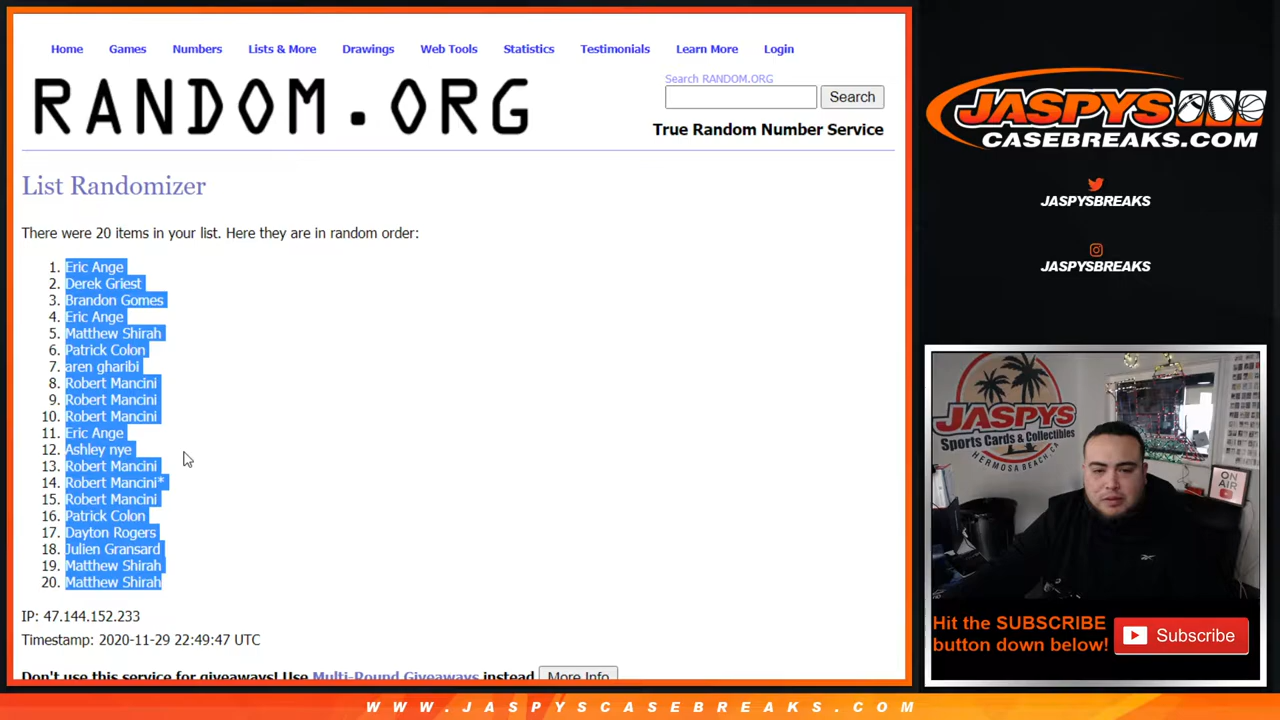 Home Games Numbers Lists & More Drawings Web Tools Statistics Testimonials Learn More Login
RANDOM.ORG
Search RANDOM.ORG
Search
True Random Number Service
List Randomizer
There were 20 items in your list. Here they are in random order:
1. Eric Ange
2. Derek Griest
3. Brandon Gomes
4. Eric Ange
5. Matthew Shirah
6. Patrick Colon
7. aren gharibi
8. Robert Mancini
9. Robert Mancini
10. Robert Mancini
11. Eric Ange
12. Ashley nye
13. Robert Mancini
14. Robert Mancini*
15. Robert Mancini
16. Patrick Colon
17. Dayton Rogers
18. Julien Gransard
19. Matthew Shirah
20. Matthew Shirah
IP: 47.144.152.233
Timestamp: 2020-11-29 22:49:47 UTC
Don't use this service for giveaways! Use Multi-Round Giveaways instead
More Info
JASPYS
CASEBREAKS.COM
JASPYSBREAKS
JASPYSBREAKS
JASPYS
Sports Cards & Collectibles
HERMOSA BEACH, CA
ON AIR
Hit the SUBSCRIBE
button down below!
Subscribe
WWW.JASPYSCASEBREAKS.COM